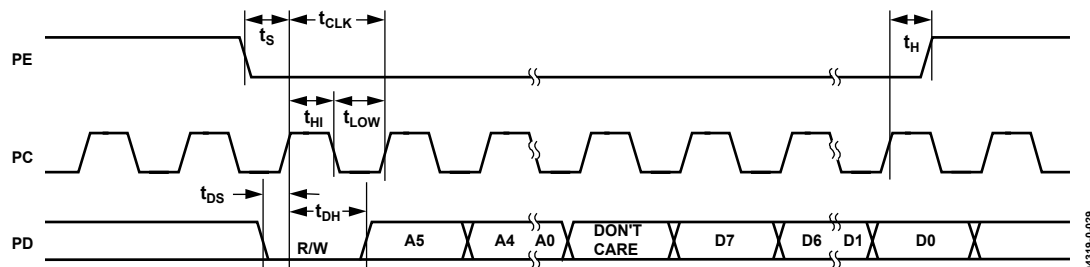 tS
tCLK
tH
PE
tHI
tLOW
PC
tDS
tDH
PD
R/W
A5
A4
A0
DON'T
CARE
D7
D6
D1
D0